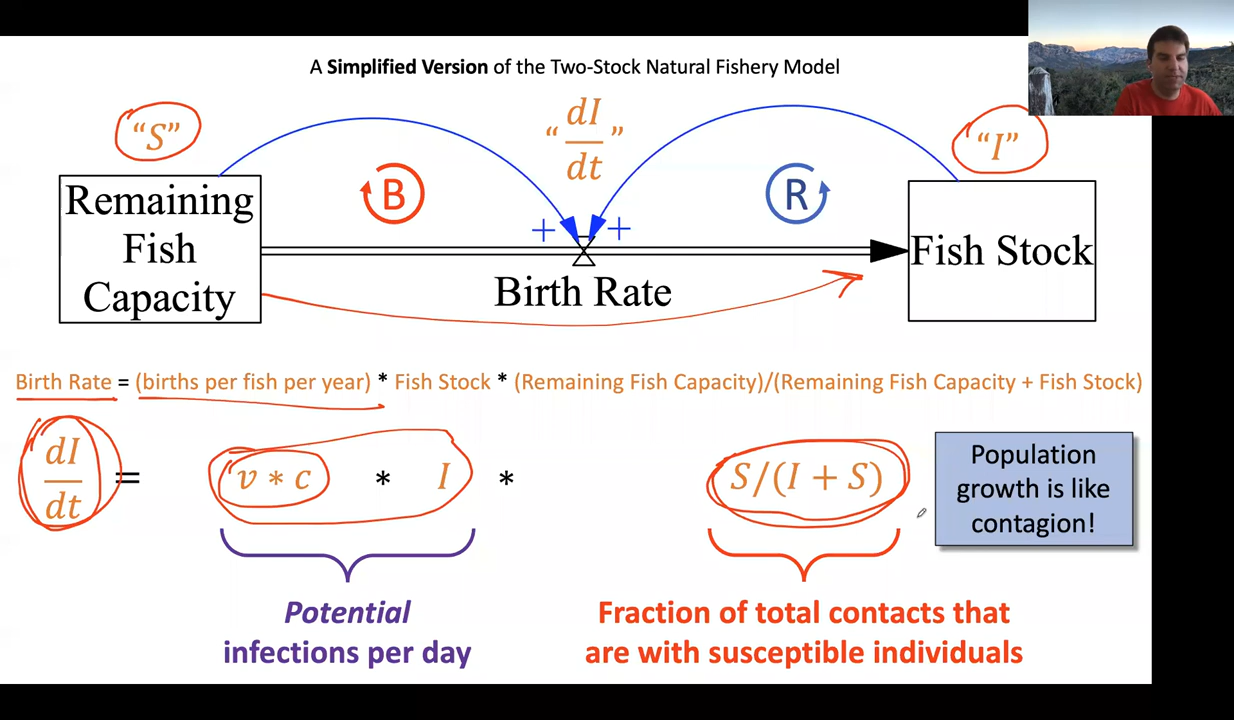 A Simplified Version of the Two-Stock Natural Fishery Model
“S”
“dI/dt”
“I”
Remaining
Fish
Capacity
B
R
+ +
Fish Stock
Birth Rate
Birth Rate = (births per fish per year) * Fish Stock * (Remaining Fish Capacity)/(Remaining Fish Capacity + Fish Stock)
dI/dt = v * c * I * S/(I + S)
Population
growth is like
contagion!
Potential
infections per day
Fraction of total contacts that
are with susceptible individuals